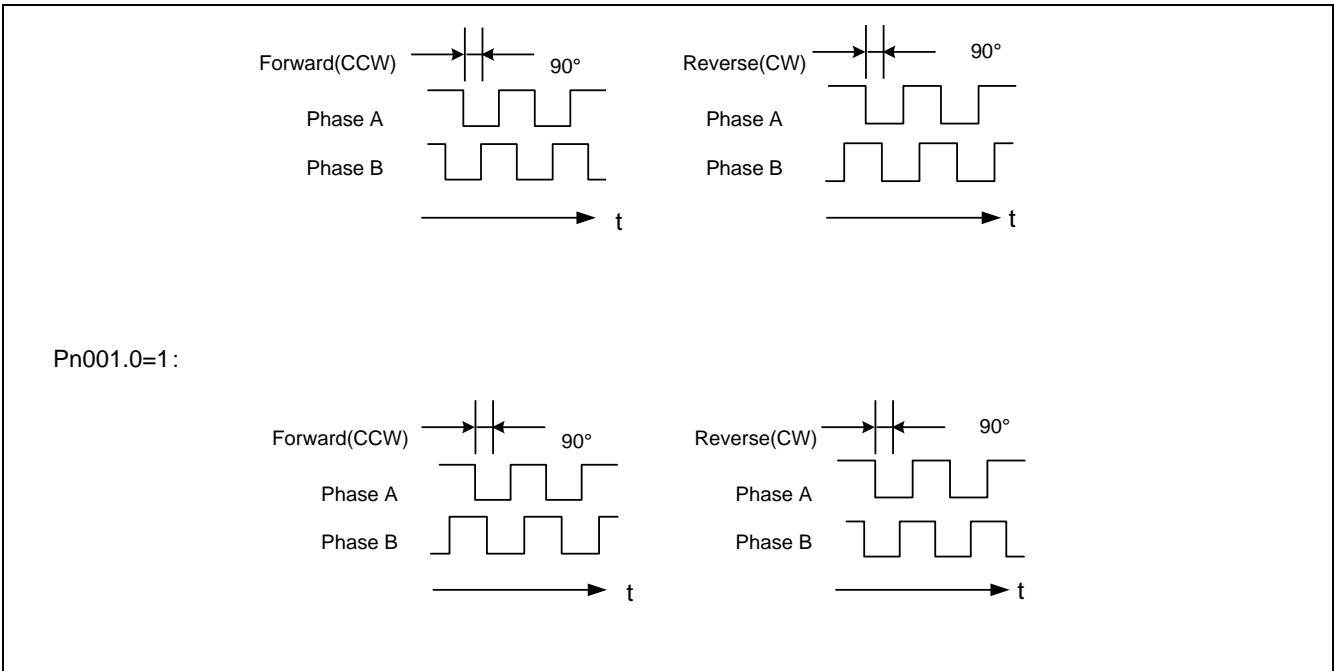 Forward(CCW) 90° Reverse(CW) 90°
Phase A Phase A
Phase B Phase B
t t
Pn001.0=1:
Forward(CCW) 90° Reverse(CW) 90°
Phase A Phase A
Phase B Phase B
t t